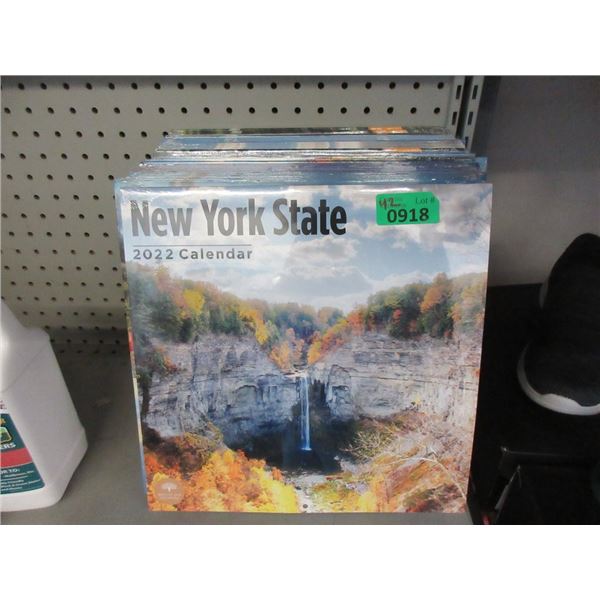 New York State
2022 Calendar
42 Lot #
0918